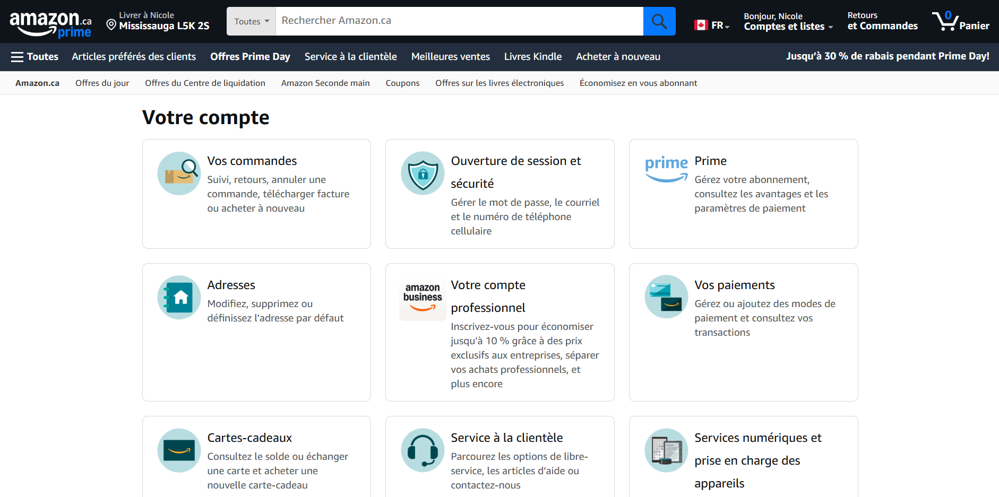 amazon.ca
prime
Livrer à Nicole
Mississauga L5K 2S
Toutes
Rechercher Amazon.ca
FR
Bonjour, Nicole
Comptes et listes
Retours
et Commandes
0
Panier
Toutes
Articles préférés des clients
Offres Prime Day
Service à la clientèle
Meilleures ventes
Livres Kindle
Acheter à nouveau
Jusqu’à 30 % de rabais pendant Prime Day!
Amazon.ca
Offres du jour
Offres du Centre de liquidation
Amazon Seconde main
Coupons
Offres sur les livres électroniques
Économisez en vous abonnant
Votre compte
Vos commandes
Suivi, retours, annuler une
commande, télécharger facture
ou acheter à nouveau
Ouverture de session et
sécurité
Gérer le mot de passe, le courriel
et le numéro de téléphone
cellulaire
prime
Prime
Gérez votre abonnement,
consultez les avantages et les
paramètres de paiement
Adresses
Modifiez, supprimez ou
définissez l’adresse par défaut
amazon
business
Votre compte
professionnel
Inscrivez-vous pour économiser
jusqu’à 10 % grâce à des prix
exclusifs aux entreprises, séparer
vos achats professionnels, et
plus encore
Vos paiements
Gérez ou ajoutez des modes de
paiement et consultez vos
transactions
Cartes-cadeaux
Consultez le solde ou échanger
une carte et acheter une
nouvelle carte-cadeau
Service à la clientèle
Parcourez les options de libre-
service, les articles d’aide ou
contactez-nous
Services numériques et
prise en charge des
appareils